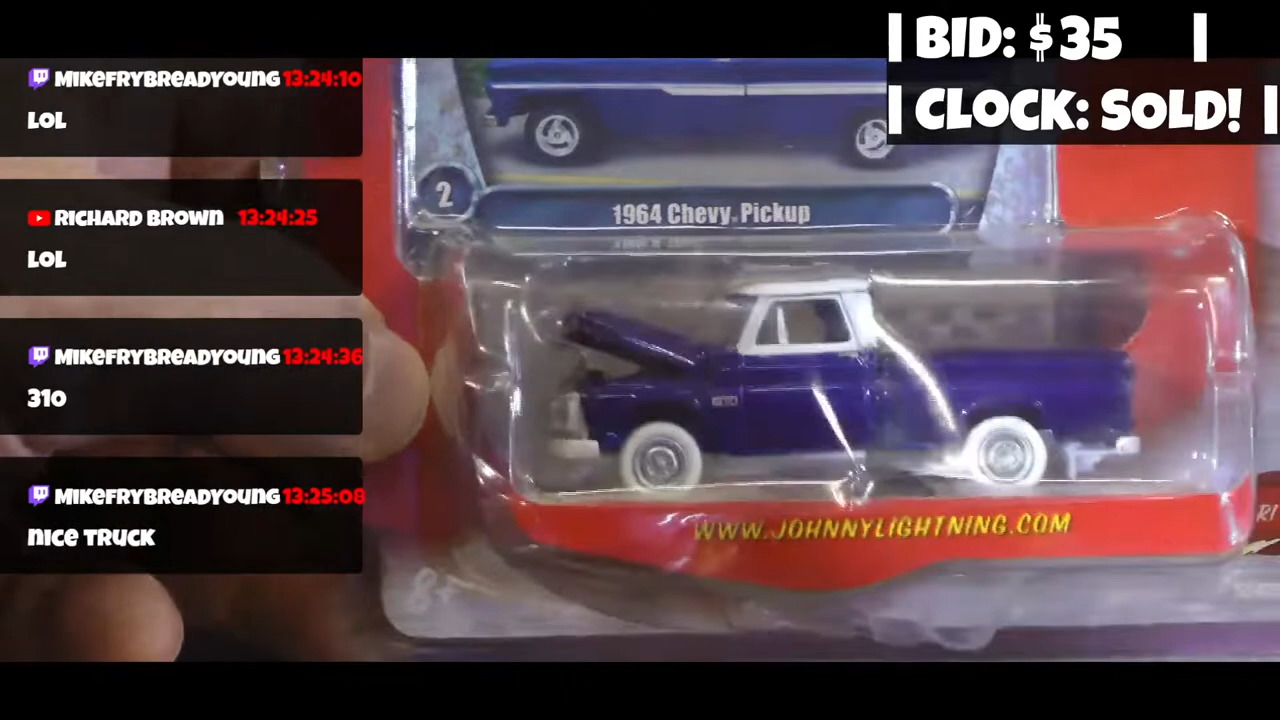 MIKEFRYBREADYOUNG 13:24:10
LOL
RICHARD BROWN 13:24:25
LOL
MIKEFRYBREADYOUNG 13:24:36
310
MIKEFRYBREADYOUNG 13:25:08
NICE TRUCK
| BID: $35 |
| CLOCK: SOLD! |
2
1964 Chevy Pickup
WWW.JOHNNYLIGHTNING.COM
8+